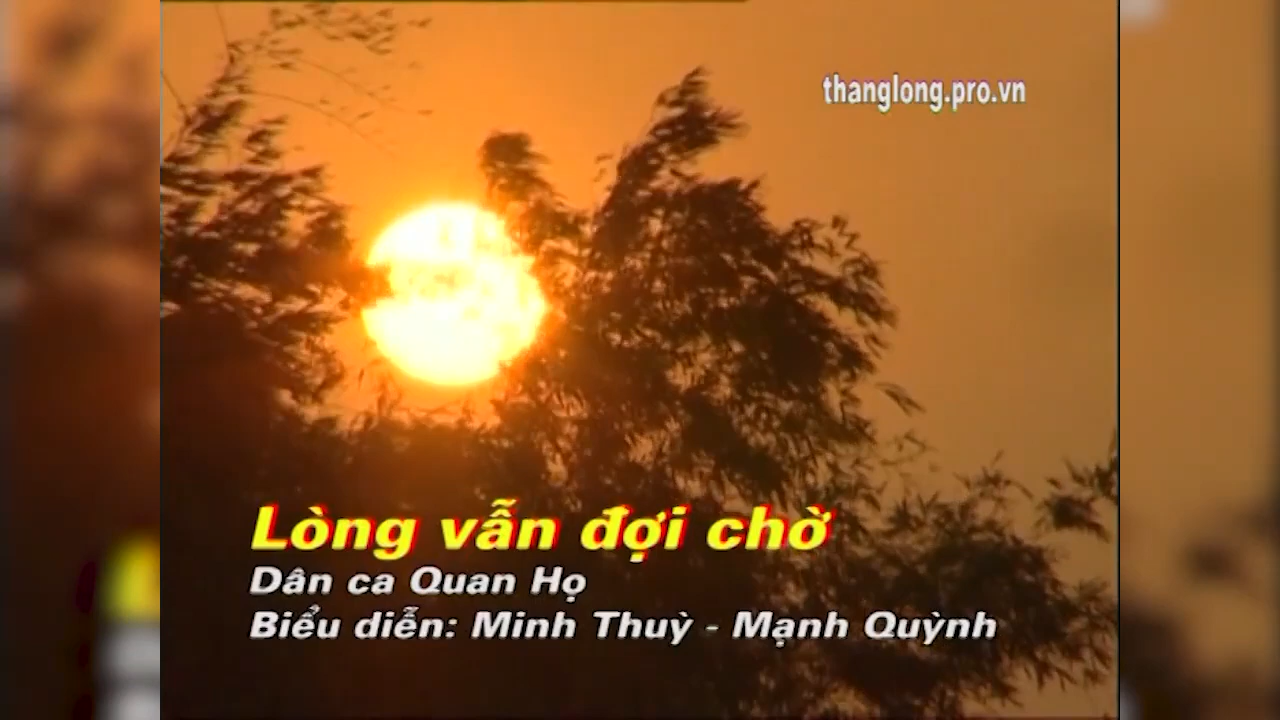 thanglong.pro.vn
Lòng vẫn đợi chờ
Dân ca Quan Họ
Biểu diễn: Minh Thuỳ - Mạnh Quỳnh